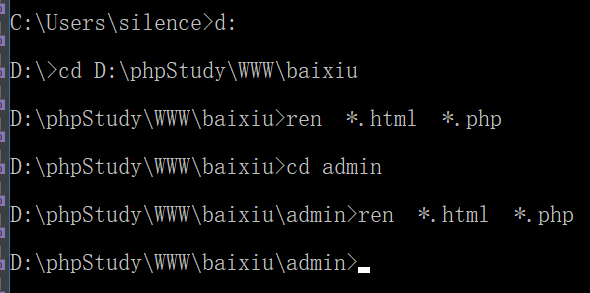 C:\Users\silence>d:
D:\>cd D:\phpStudy\WWW\baixiu
D:\phpStudy\WWW\baixiu>ren  *.html  *.php
D:\phpStudy\WWW\baixiu>cd admin
D:\phpStudy\WWW\baixiu\admin>ren  *.html  *.php
D:\phpStudy\WWW\baixiu\admin>